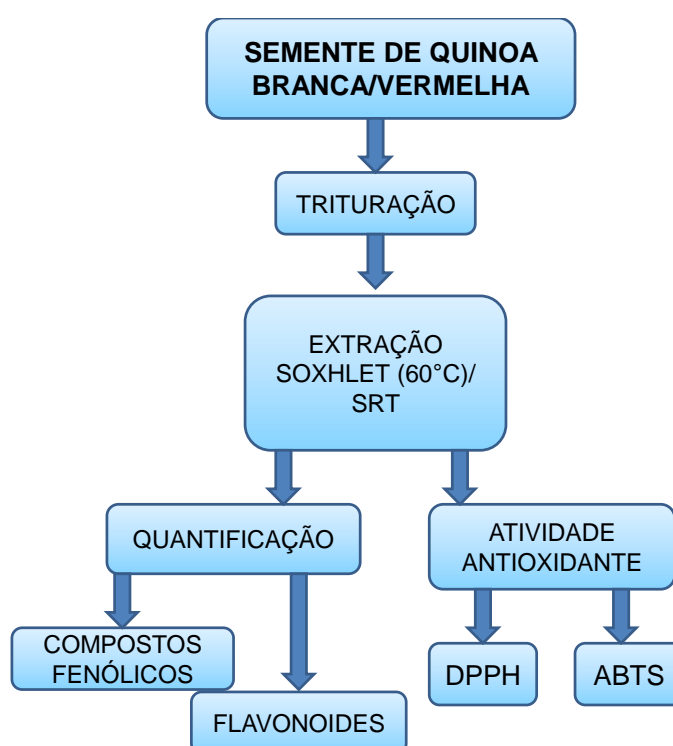 SEMENTE DE QUINOA
BRANCA/VERMELHA
TRITURAÇÃO
EXTRAÇÃO
SOXHLET (60°C)/
SRT
QUANTIFICAÇÃO
ATIVIDADE
ANTIOXIDANTE
COMPOSTOS
FENÓLICOS
FLAVONOIDES
DPPH
ABTS